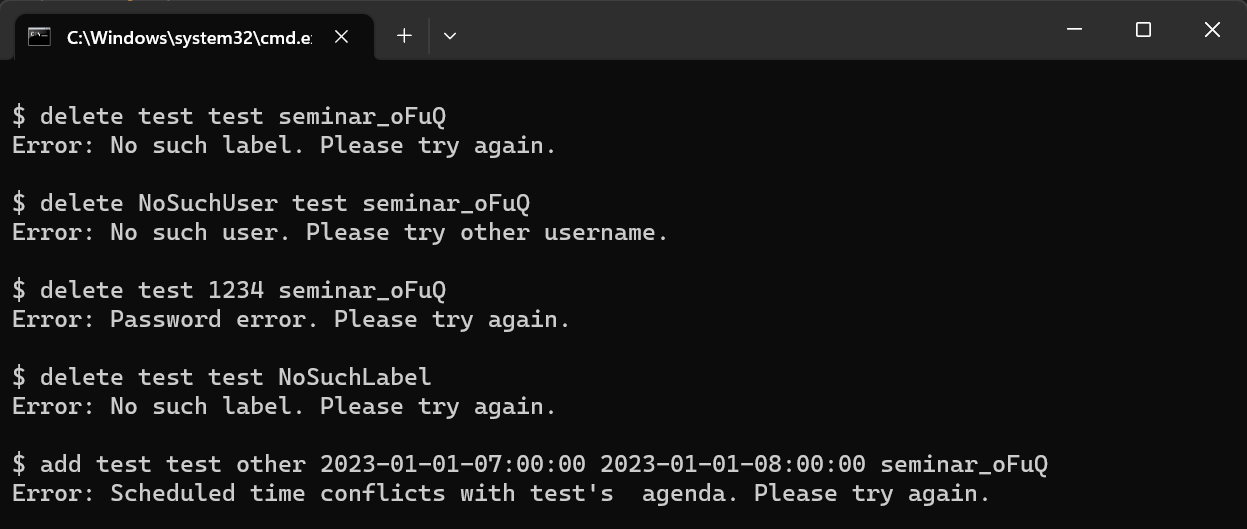 C:\Windows\system32\cmd.e
$ delete test test seminar_oFuQ
Error: No such label. Please try again.
$ delete NoSuchUser test seminar_oFuQ
Error: No such user. Please try other username.
$ delete test 1234 seminar_oFuQ
Error: Password error. Please try again.
$ delete test test NoSuchLabel
Error: No such label. Please try again.
$ add test test other 2023-01-01-07:00:00 2023-01-01-08:00:00 seminar_oFuQ
Error: Scheduled time conflicts with test's  agenda. Please try again.